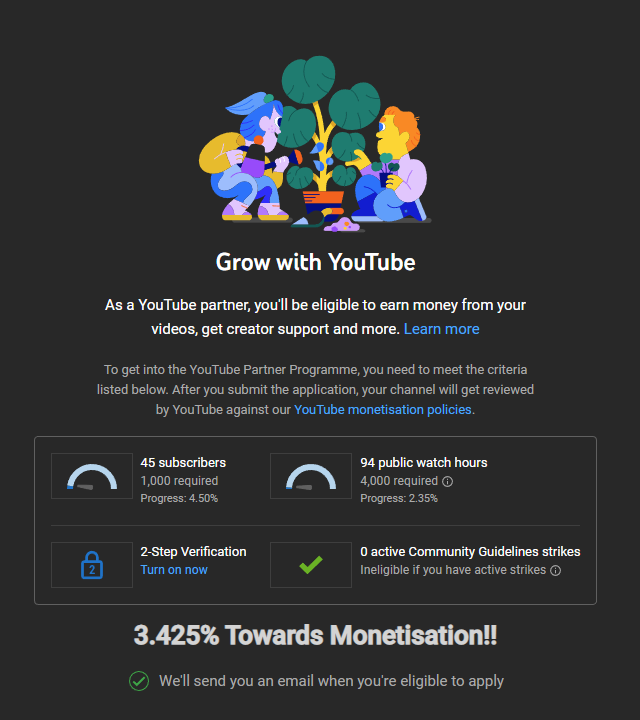 Grow with YouTube
As a YouTube partner, you'll be eligible to earn money from your
videos, get creator support and more. Learn more
To get into the YouTube Partner Programme, you need to meet the criteria
listed below. After you submit the application, your channel will get reviewed
by YouTube against our YouTube monetisation policies.
45 subscribers
1,000 required
Progress: 4.50%
94 public watch hours
4,000 required
Progress: 2.35%
2
2-Step Verification
Turn on now
0 active Community Guidelines strikes
Ineligible if you have active strikes
3.425% Towards Monetisation!!
We'll send you an email when you're eligible to apply